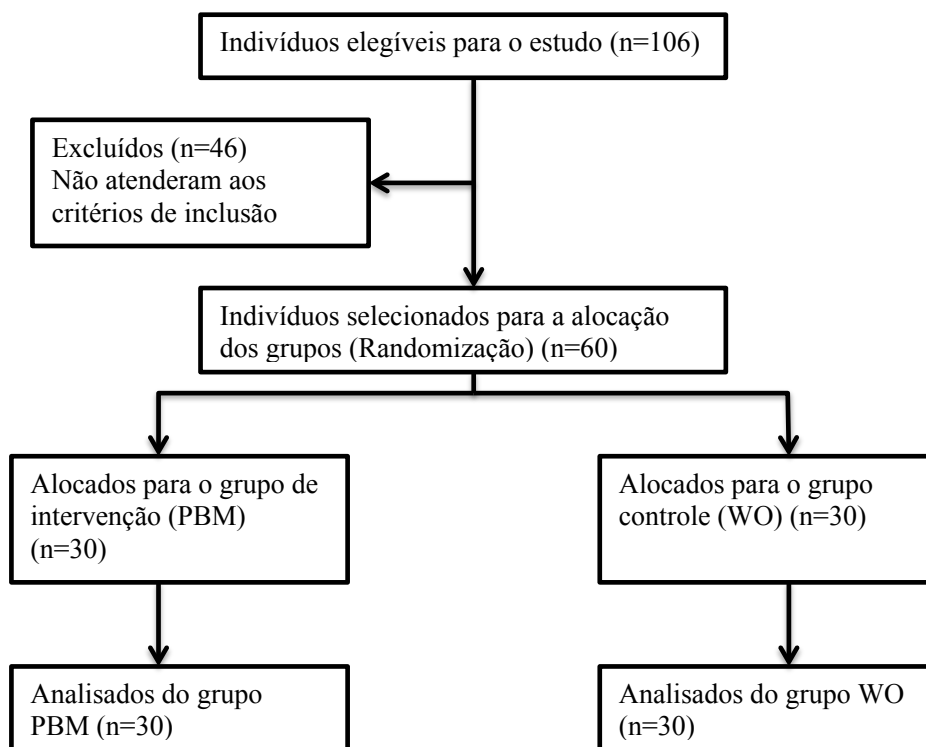 Indivíduos elegíveis para o estudo (n=106)
Excluídos (n=46)
Não atenderam aos
critérios de inclusão
Indivíduos selecionados para a alocação
dos grupos (Randomização) (n=60)
Alocados para o grupo de
intervenção (PBM)
(n=30)
Alocados para o grupo
controle (WO) (n=30)
Analisados do grupo
PBM (n=30)
Analisados do grupo WO
(n=30)